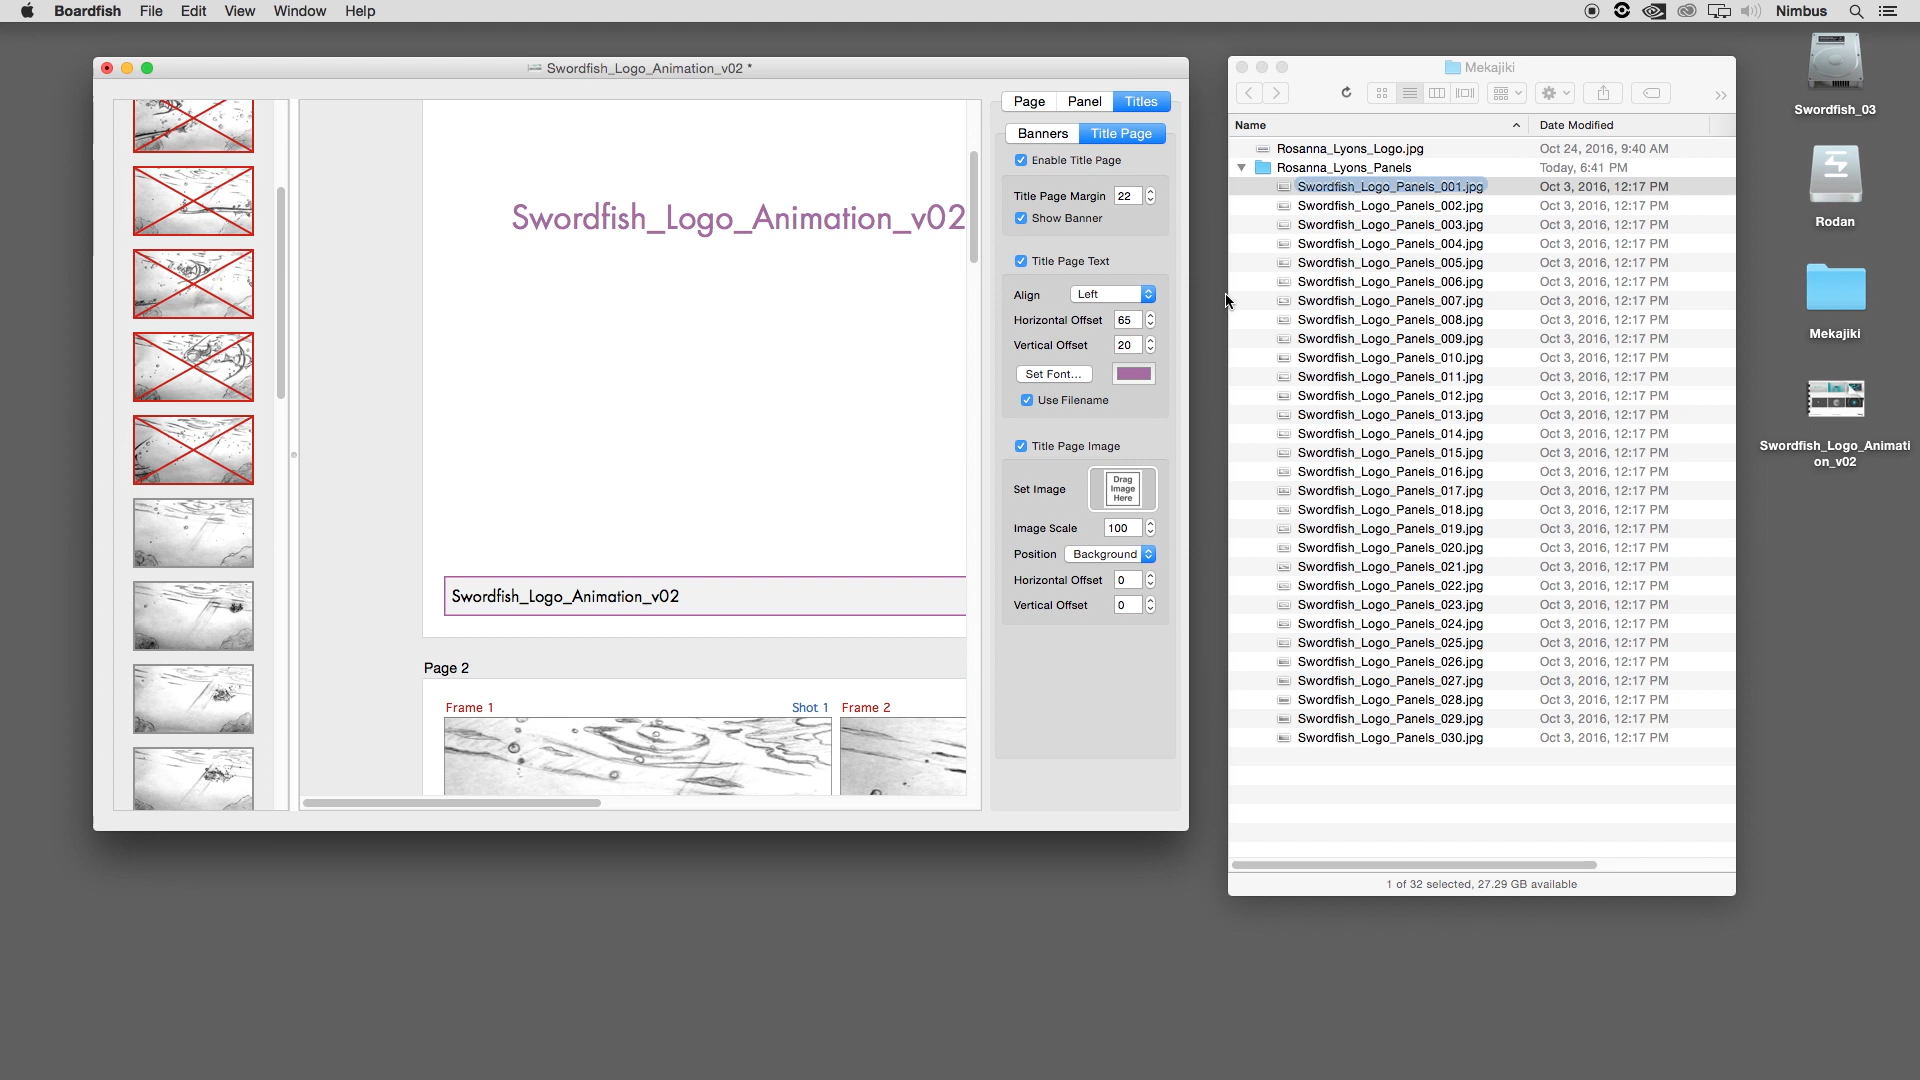 Boardfish File Edit View Window Help Nimbus
Swordfish_Logo_Animation_v02 *
Page Panel Titles
Banners Title Page
Enable Title Page
Title Page Margin 22
Show Banner
Title Page Text
Align Left
Horizontal Offset 65
Vertical Offset 20
Set Font...
Use Filename
Title Page Image
Set Image Drag
Image
Here
Image Scale 100
Position Background
Horizontal Offset 0
Vertical Offset 0
Swordfish_Logo_Animation_v02
Swordfish_Logo_Animation_v02
Page 2
Frame 1 Shot 1 Frame 2
Mekajiki
Name Date Modified
Rosanna_Lyons_Logo.jpg Oct 24, 2016, 9:40 AM
Rosanna_Lyons_Panels Today, 6:41 PM
Swordfish_Logo_Panels_001.jpg Oct 3, 2016, 12:17 PM
Swordfish_Logo_Panels_002.jpg Oct 3, 2016, 12:17 PM
Swordfish_Logo_Panels_003.jpg Oct 3, 2016, 12:17 PM
Swordfish_Logo_Panels_004.jpg Oct 3, 2016, 12:17 PM
Swordfish_Logo_Panels_005.jpg Oct 3, 2016, 12:17 PM
Swordfish_Logo_Panels_006.jpg Oct 3, 2016, 12:17 PM
Swordfish_Logo_Panels_007.jpg Oct 3, 2016, 12:17 PM
Swordfish_Logo_Panels_008.jpg Oct 3, 2016, 12:17 PM
Swordfish_Logo_Panels_009.jpg Oct 3, 2016, 12:17 PM
Swordfish_Logo_Panels_010.jpg Oct 3, 2016, 12:17 PM
Swordfish_Logo_Panels_011.jpg Oct 3, 2016, 12:17 PM
Swordfish_Logo_Panels_012.jpg Oct 3, 2016, 12:17 PM
Swordfish_Logo_Panels_013.jpg Oct 3, 2016, 12:17 PM
Swordfish_Logo_Panels_014.jpg Oct 3, 2016, 12:17 PM
Swordfish_Logo_Panels_015.jpg Oct 3, 2016, 12:17 PM
Swordfish_Logo_Panels_016.jpg Oct 3, 2016, 12:17 PM
Swordfish_Logo_Panels_017.jpg Oct 3, 2016, 12:17 PM
Swordfish_Logo_Panels_018.jpg Oct 3, 2016, 12:17 PM
Swordfish_Logo_Panels_019.jpg Oct 3, 2016, 12:17 PM
Swordfish_Logo_Panels_020.jpg Oct 3, 2016, 12:17 PM
Swordfish_Logo_Panels_021.jpg Oct 3, 2016, 12:17 PM
Swordfish_Logo_Panels_022.jpg Oct 3, 2016, 12:17 PM
Swordfish_Logo_Panels_023.jpg Oct 3, 2016, 12:17 PM
Swordfish_Logo_Panels_024.jpg Oct 3, 2016, 12:17 PM
Swordfish_Logo_Panels_025.jpg Oct 3, 2016, 12:17 PM
Swordfish_Logo_Panels_026.jpg Oct 3, 2016, 12:17 PM
Swordfish_Logo_Panels_027.jpg Oct 3, 2016, 12:17 PM
Swordfish_Logo_Panels_028.jpg Oct 3, 2016, 12:17 PM
Swordfish_Logo_Panels_029.jpg Oct 3, 2016, 12:17 PM
Swordfish_Logo_Panels_030.jpg Oct 3, 2016, 12:17 PM
1 of 32 selected, 27.29 GB available
Swordfish_03
Rodan
Mekajiki
Swordfish_Logo_Animati
on_v02